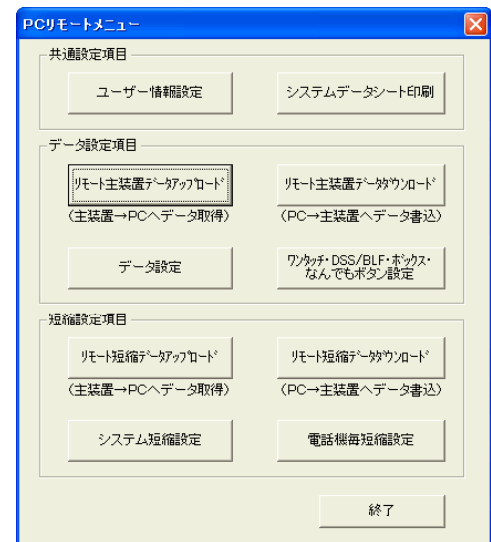 PCリモートメニュー
共通設定項目
ユーザー情報設定
システムデータシート印刷
データ設定項目
リモート主装置データアップロード
リモート主装置データダウンロード
(主装置→PCへデータ取得)
(PC→主装置へデータ書込)
データ設定
ワンタッチ・DSS/BLF・ボックス・
なんでもボタン設定
短縮設定項目
リモート短縮データアップロード
リモート短縮データダウンロード
(主装置→PCへデータ取得)
(PC→主装置へデータ書込)
システム短縮設定
電話機毎短縮設定
終了